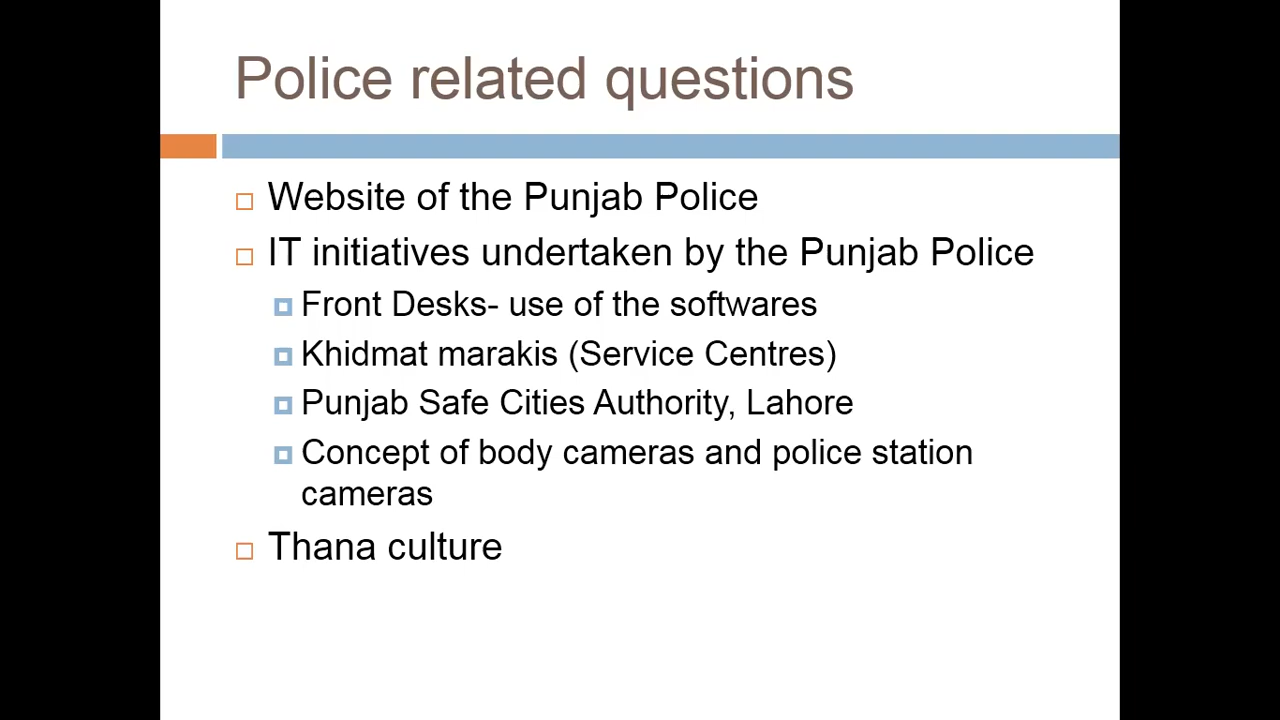 Police related questions
Website of the Punjab Police
IT initiatives undertaken by the Punjab Police
Front Desks- use of the softwares
Khidmat marakis (Service Centres)
Punjab Safe Cities Authority, Lahore
Concept of body cameras and police station
cameras
Thana culture